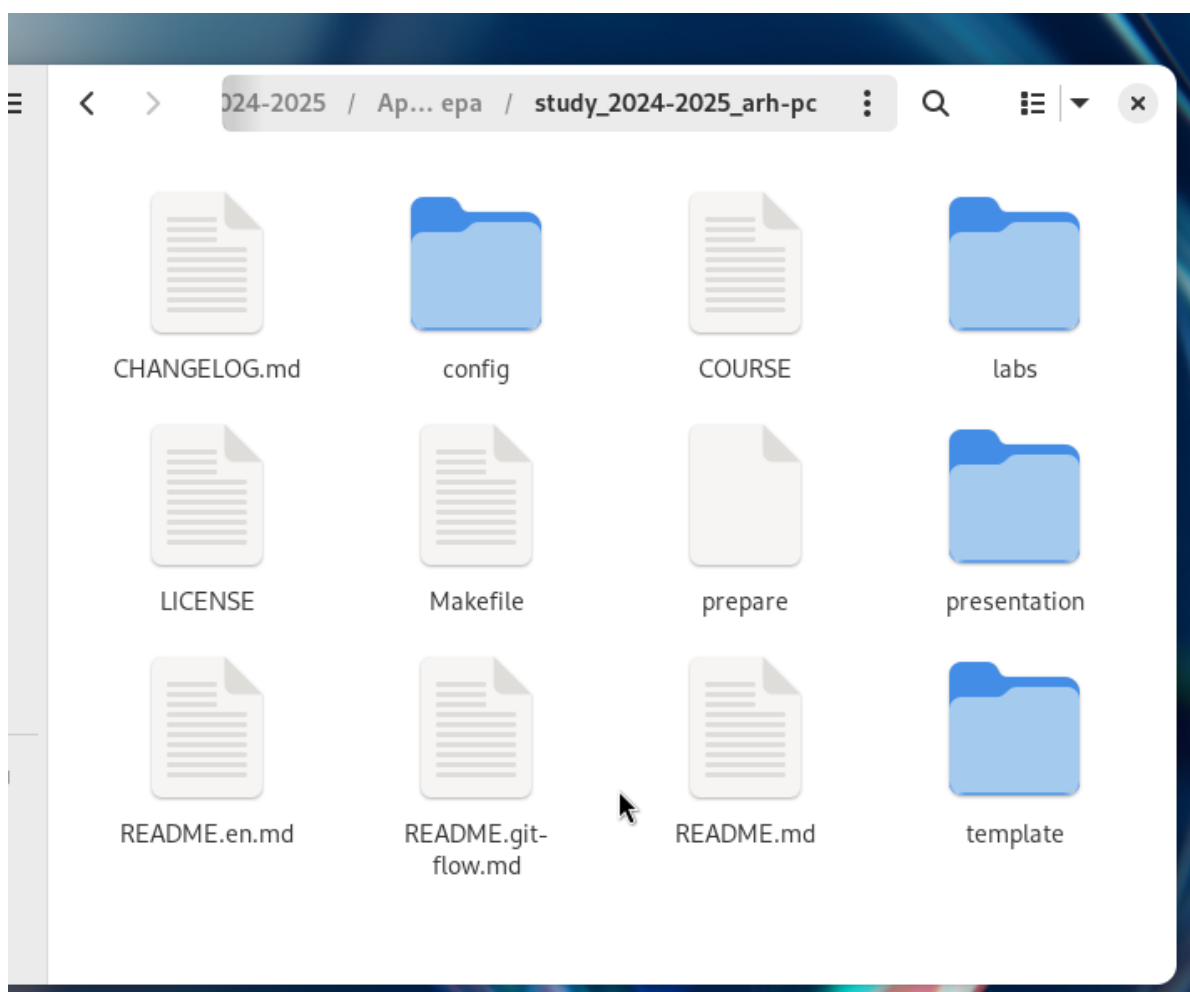 024-2025 / Ар... ера / study_2024-2025_arh-pc
CHANGELOG.md
config
COURSE
labs
LICENSE
Makefile
prepare
presentation
README.en.md
README.git-
flow.md
README.md
template